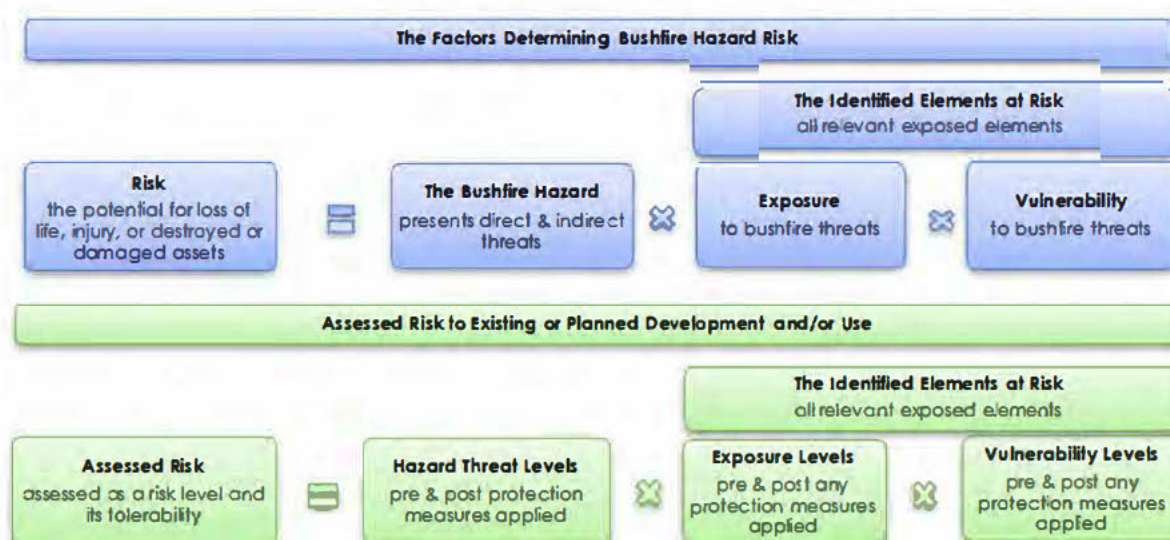 The Factors Determining Bushfire Hazard Risk
The Identified Elements at Risk
all relevant exposed elements
Risk
the potential for loss of
life, injury, or destroyed or
damaged assets
The Bushfire Hazard
presents direct & indirect
threats
Exposure
to bushfire threats
Vulnerability
to bushfire threats
Assessed Risk to Existing or Planned Development and/or Use
The Identified Elements at Risk
all relevant exposed elements
Assessed Risk
assessed as a risk level and
its tolerability
Hazard Threat Levels
pre & post protection
measures applied
Exposure Levels
pre & post any
protection measures
applied
Vulnerability Levels
pre & post any
protection measures
applied